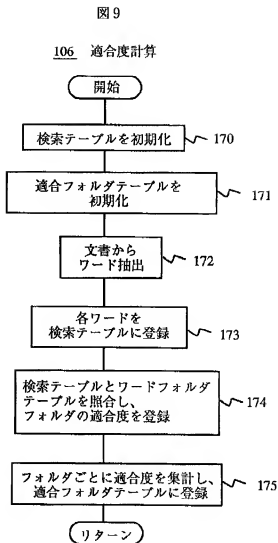 図9
106 適合度計算
開始
検索テーブルを初期化
170
適合フォルダテーブルを
初期化
171
文書から
ワード抽出
172
各ワードを
検索テーブルに登録
173
検索テーブルとワードフォルダ
テーブルを照合し、
フォルダの適合度を登録
174
フォルダごとに適合度を集計し、
適合フォルダテーブルに登録
175
リターン